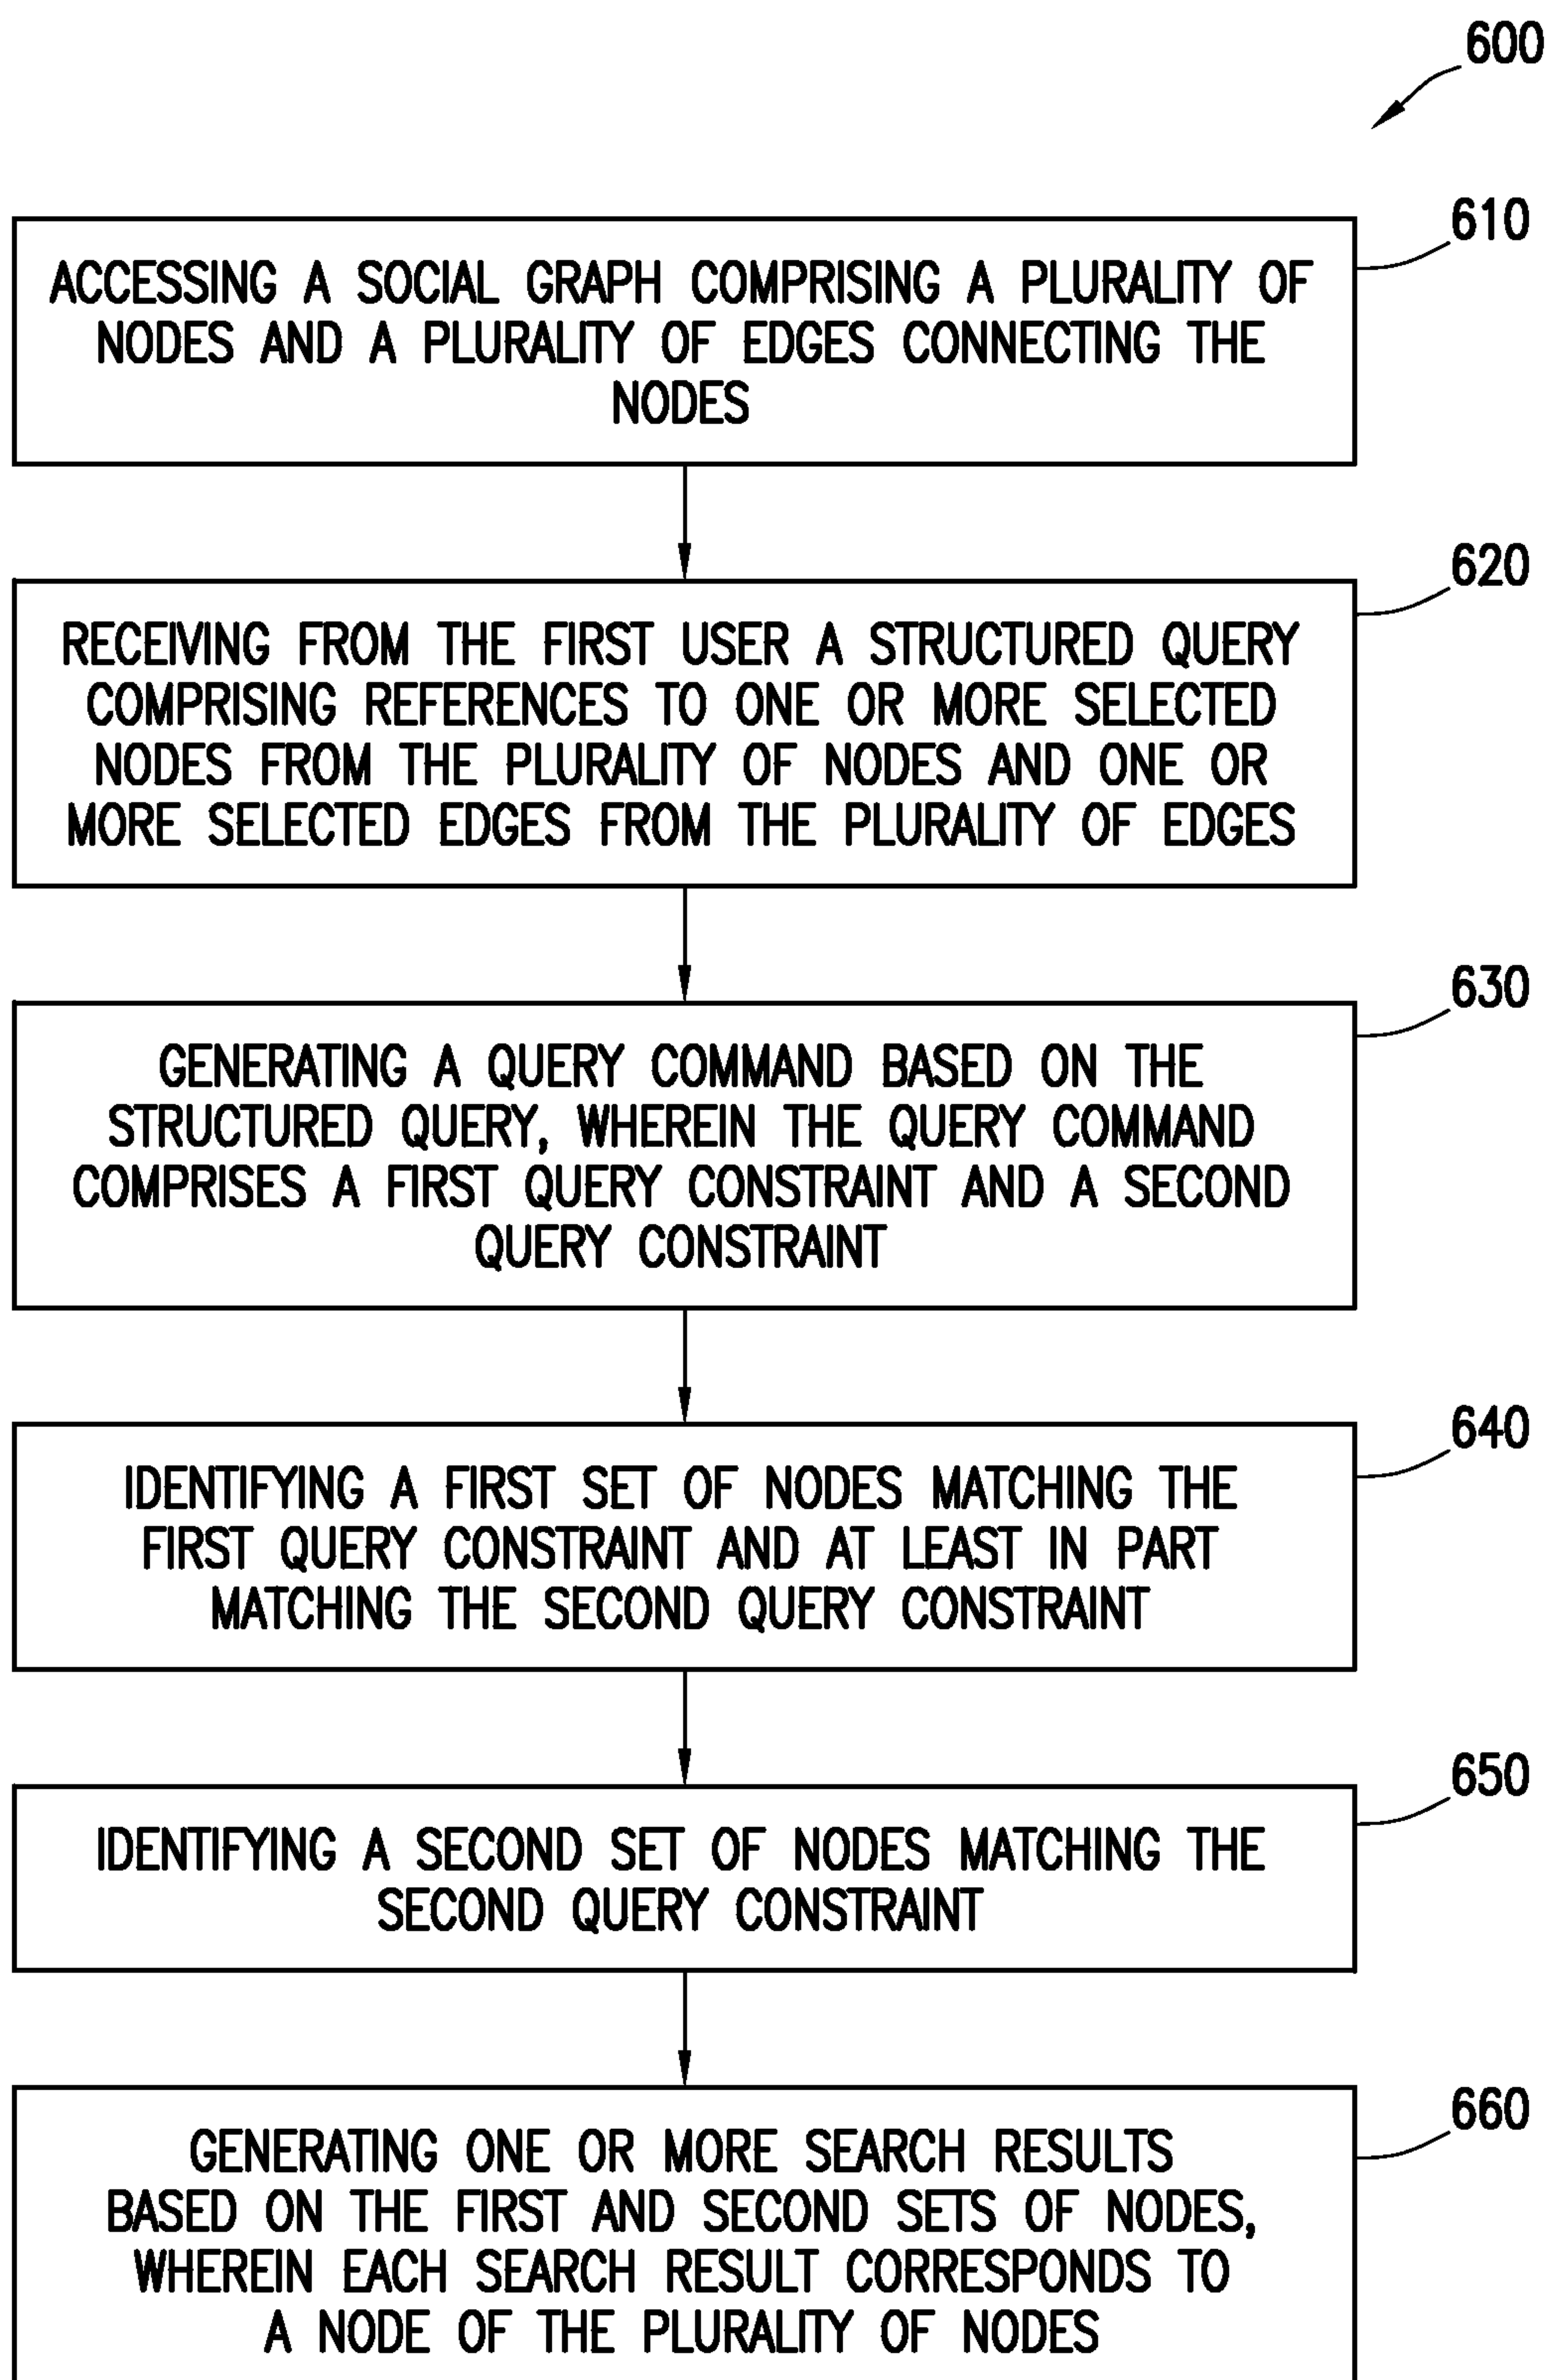 600
610
ACCESSING A SOCIAL GRAPH COMPRISING A PLURALITY OF
NODES AND A PLURALITY OF EDGES CONNECTING THE
NODES
620
RECEIVING FROM THE FIRST USER A STRUCTURED QUERY
COMPRISING REFERENCES TO ONE OR MORE SELECTED
NODES FROM THE PLURALITY OF NODES AND ONE OR
MORE SELECTED EDGES FROM THE PLURALITY OF EDGES
630
GENERATING A QUERY COMMAND BASED ON THE
STRUCTURED QUERY, WHEREIN THE QUERY COMMAND
COMPRISES A FIRST QUERY CONSTRAINT AND A SECOND
QUERY CONSTRAINT
640
IDENTIFYING A FIRST SET OF NODES MATCHING THE
FIRST QUERY CONSTRAINT AND AT LEAST IN PART
MATCHING THE SECOND QUERY CONSTRAINT
650
IDENTIFYING A SECOND SET OF NODES MATCHING THE
SECOND QUERY CONSTRAINT
660
GENERATING ONE OR MORE SEARCH RESULTS
BASED ON THE FIRST AND SECOND SETS OF NODES,
WHEREIN EACH SEARCH RESULT CORRESPONDS TO
A NODE OF THE PLURALITY OF NODES